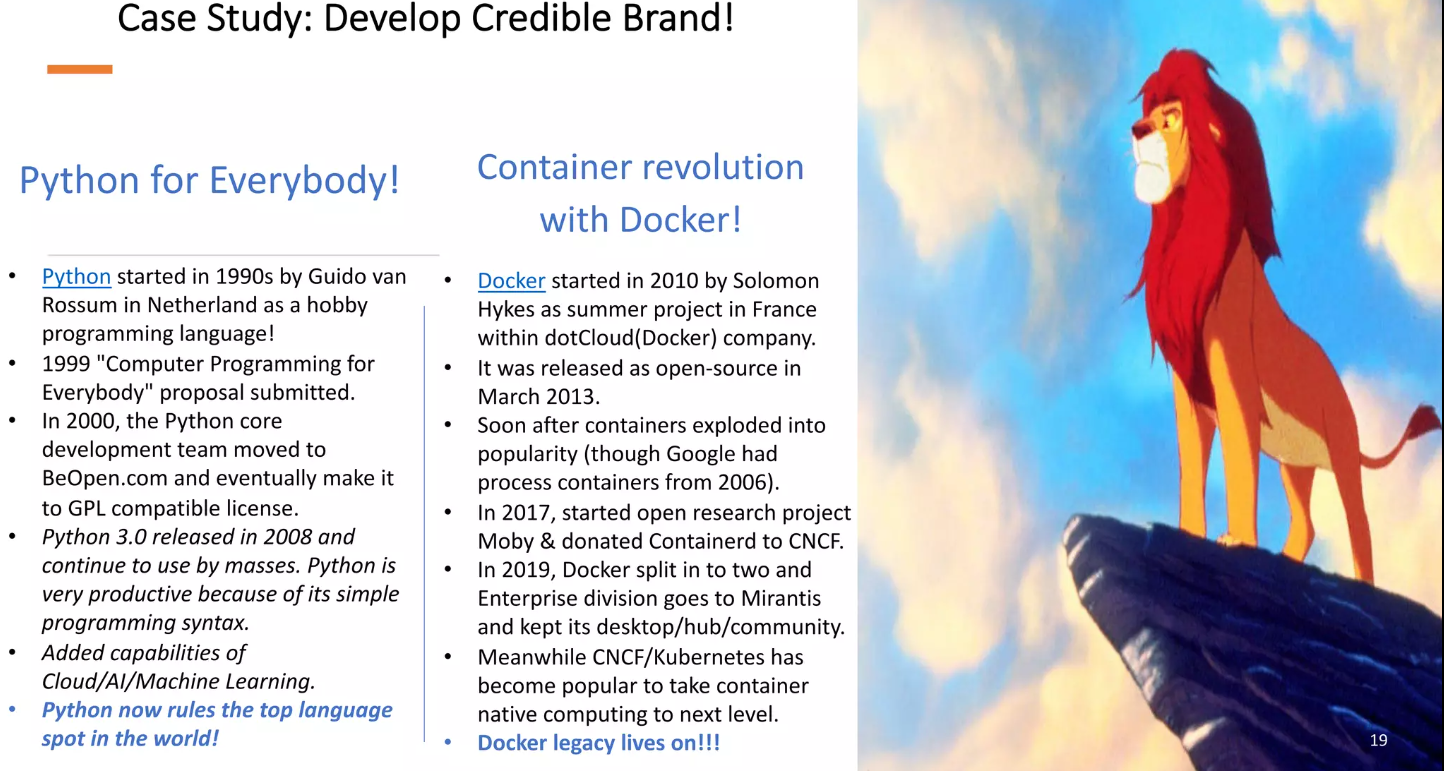 Case Study: Develop Credible Brand!
Python for Everybody!
• Python started in 1990s by Guido van
Rossum in Netherland as a hobby
programming language!
• 1999 "Computer Programming for
Everybody" proposal submitted.
• In 2000, the Python core
development team moved to
BeOpen.com and eventually make it
to GPL compatible license.
• Python 3.0 released in 2008 and
continue to use by masses. Python is
very productive because of its simple
programming syntax.
• Added capabilities of
Cloud/AI/Machine Learning.
• Python now rules the top language
spot in the world!
Container revolution
with Docker!
• Docker started in 2010 by Solomon
Hykes as summer project in France
within dotCloud(Docker) company.
• It was released as open-source in
March 2013.
• Soon after containers exploded into
popularity (though Google had
process containers from 2006).
• In 2017, started open research project
Moby & donated Containerd to CNCF.
• In 2019, Docker split in to two and
Enterprise division goes to Mirantis
and kept its desktop/hub/community.
• Meanwhile CNCF/Kubernetes has
become popular to take container
native computing to next level.
• Docker legacy lives on!!!
19